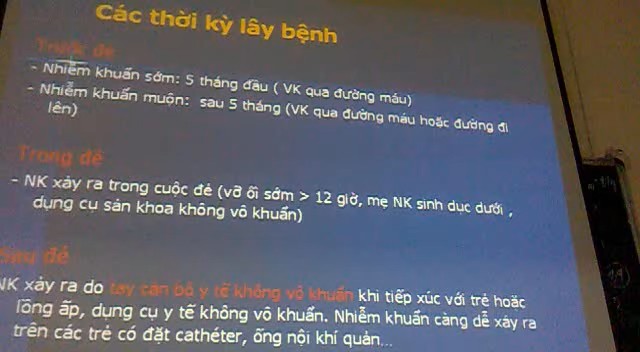 Các thời kỳ lây bệnh
Trước đẻ
- Nhiễm khuẩn sớm: 5 tháng đầu ( VK qua đường máu)
- Nhiễm khuẩn muộn: sau 5 tháng (VK qua đường máu hoặc đường đi
lên)
Trong đẻ
- NK xảy ra trong cuộc đẻ (vỡ ối sớm > 12 giờ, mẹ NK sinh dục dưới ,
dụng cụ sản khoa không vô khuẩn)
Sau đẻ
NK xảy ra do tay cán bộ y tế không vô khuẩn khi tiếp xúc với trẻ hoặc
lồng ấp, dụng cụ y tế không vô khuẩn. Nhiễm khuẩn càng dễ xảy ra
trên các trẻ có đặt cathéter, ống nội khí quản...